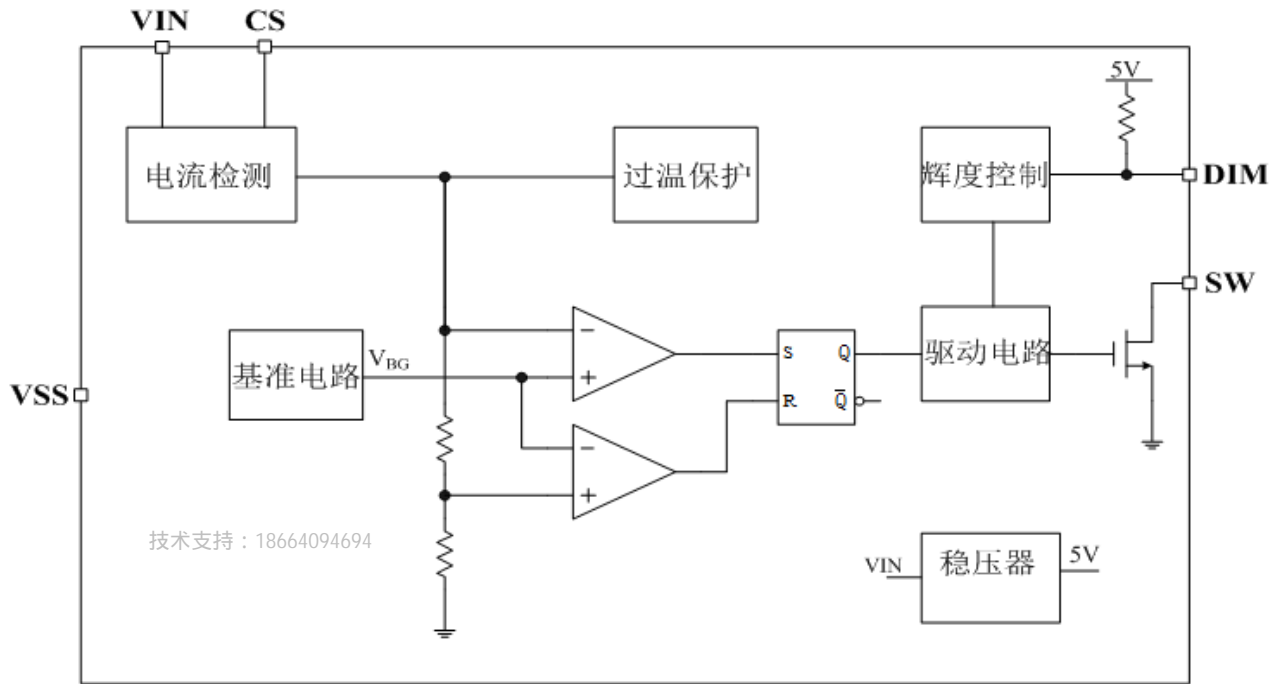 VIN CS
5V
电流检测 过温保护 辉度控制 DIM
SW
基准电路 VBG − + S Q 驱动电路
VSS
R Q̅
− +
技术支持：18664094694
VIN 稳压器 5V